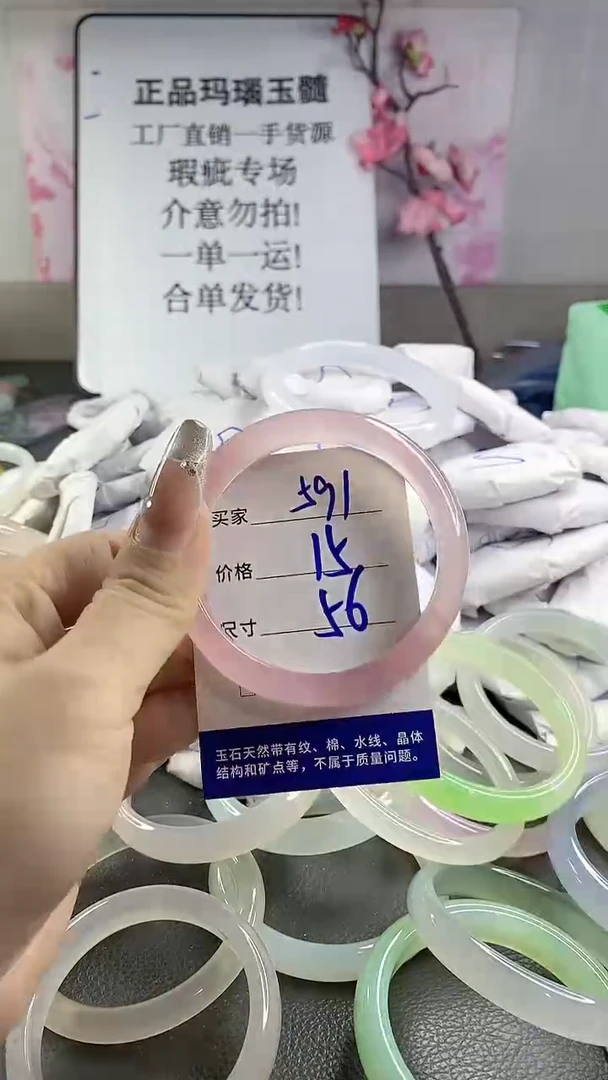 正品玛瑙玉髓
工厂直销一手货源
瑕疵专场
介意勿拍!
一单一运!
合单发货!
买家 591
价格 15
尺寸 56
玉石天然带有纹、棉、水线、晶体
结构和矿点等，不属于质量问题。